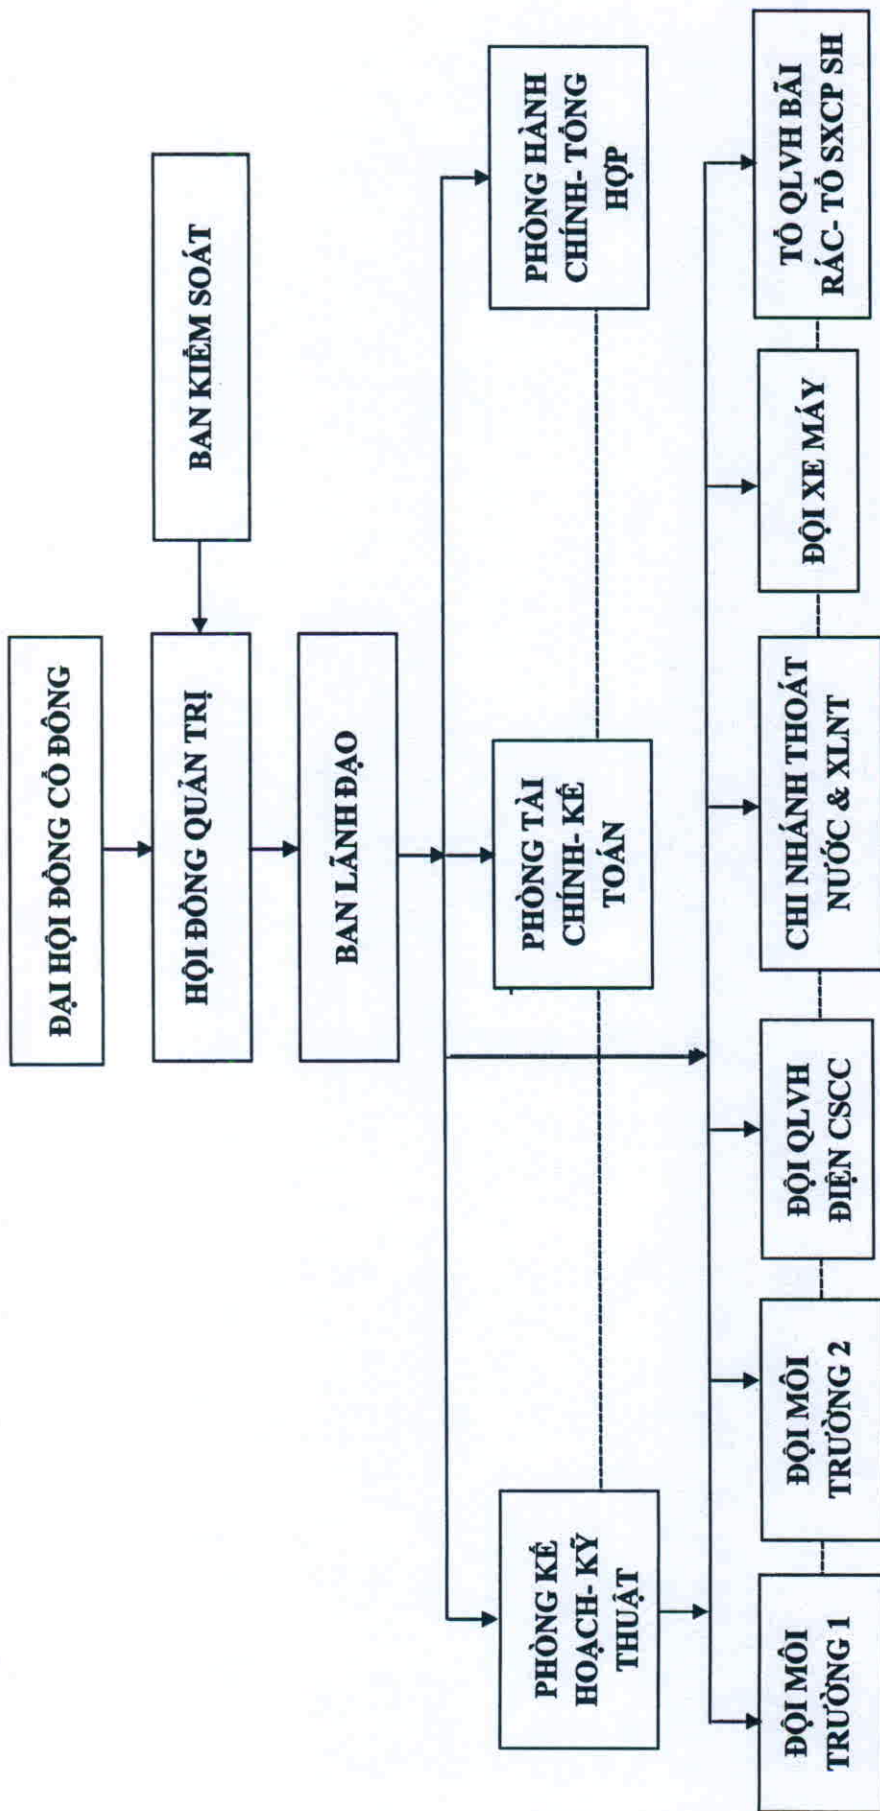 ĐẠI HỘI ĐỒNG CỔ ĐÔNG
BAN KIỂM SOÁT
HỘI ĐỒNG QUẢN TRỊ
BAN LÃNH ĐẠO
PHÒNG KẾ
HOẠCH- KỸ
THUẬT
PHÒNG TÀI
CHÍNH- KẾ
TOÁN
PHÒNG HÀNH
CHÍNH- TỔNG
HỢP
ĐỘI MÔI
TRƯỜNG 1
ĐỘI MÔI
TRƯỜNG 2
ĐỘI QLVH
ĐIỆN CSCC
CHI NHÁNH THOÁT
NƯỚC & XLNT
ĐỘI XE MÁY
TỔ QLVH BÃI
RÁC- TỔ SXCP SH